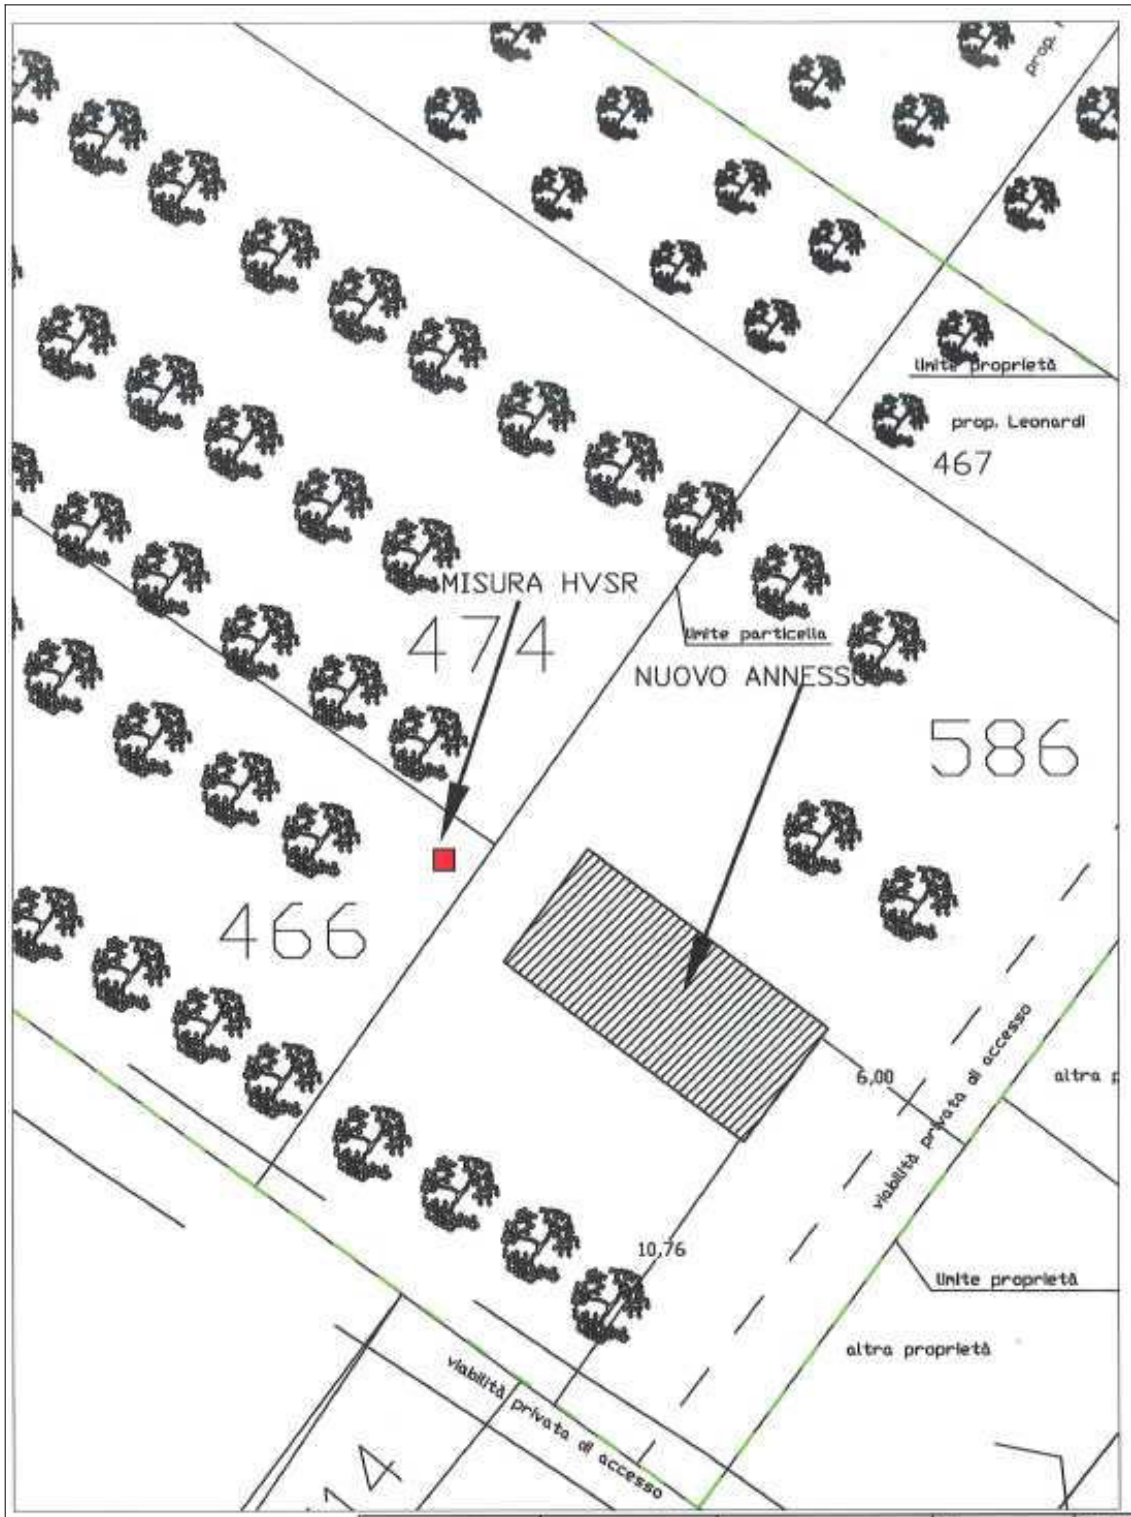 prop.
limite proprietà
prop. Leonardi
467
MISURA HVSR
474
limite particella
NUOVO ANNESSO
586
466
6,00
viabilità privata di accesso
altra p
10,76
limite proprietà
altra proprietà
viabilità privata di accesso
14